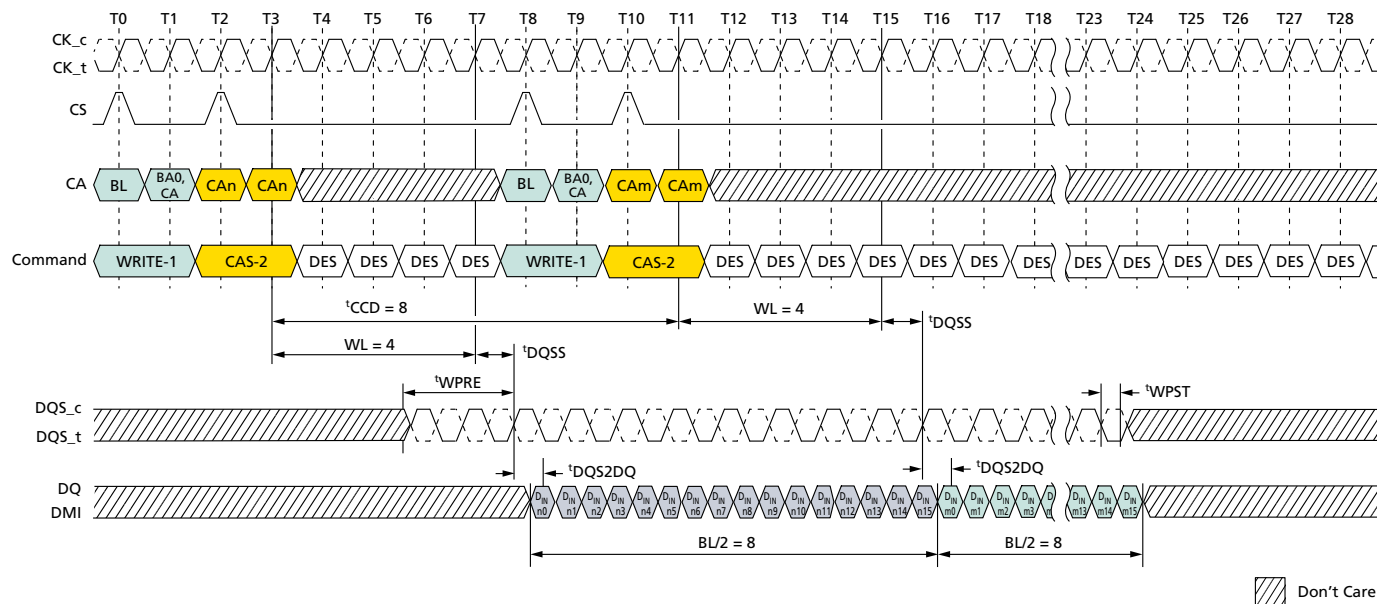 T0 T1 T2 T3 T4 T5 T6 T7 T8 T9 T10 T11 T12 T13 T14 T15 T16 T17 T18 T23 T24 T25 T26 T27 T28
CK_c
CK_t
CS
CA BL BA0, CA CAn CAn BL BA0, CA CAm CAm
Command WRITE-1 CAS-2 DES DES DES DES WRITE-1 CAS-2 DES DES DES DES DES DES DES DES DES DES DES DES DES
tCCD = 8 WL = 4 tDQSS
WL = 4 tDQSS
tWPRE tWPST
DQS_c
DQS_t
tDQS2DQ tDQS2DQ
DQ DIN DIN DIN DIN DIN DIN DIN DIN DIN DIN DIN DIN DIN DIN DIN DIN DIN DIN DIN DIN DIN DIN DIN
DMI n0 n1 n2 n3 n4 n5 n6 n7 n8 n9 n10 n11 n12 n13 n14 n15 m0 m1 m2 m3 m13 m14 m15
BL/2 = 8 BL/2 = 8
Don't Care